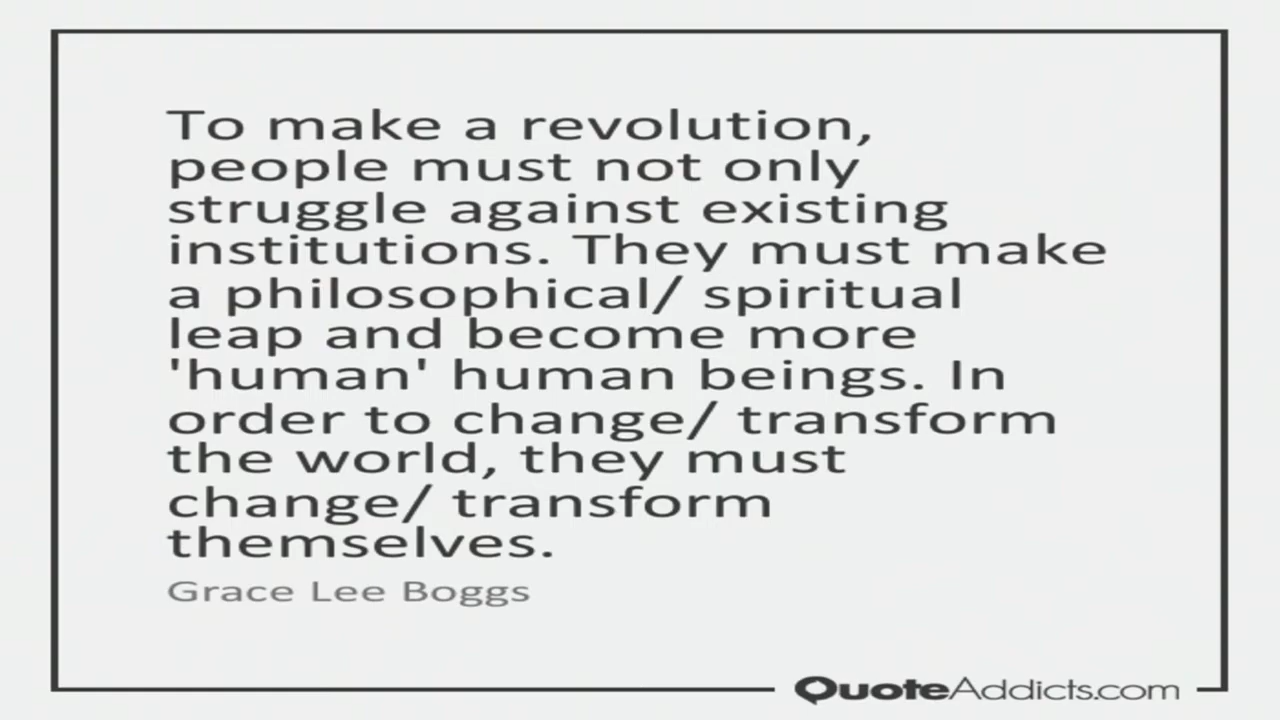 To make a revolution,
people must not only
struggle against existing
institutions. They must make
a philosophical/ spiritual
leap and become more
'human' human beings. In
order to change/ transform
the world, they must
change/ transform
themselves.
Grace Lee Boggs
QuoteAddicts.com